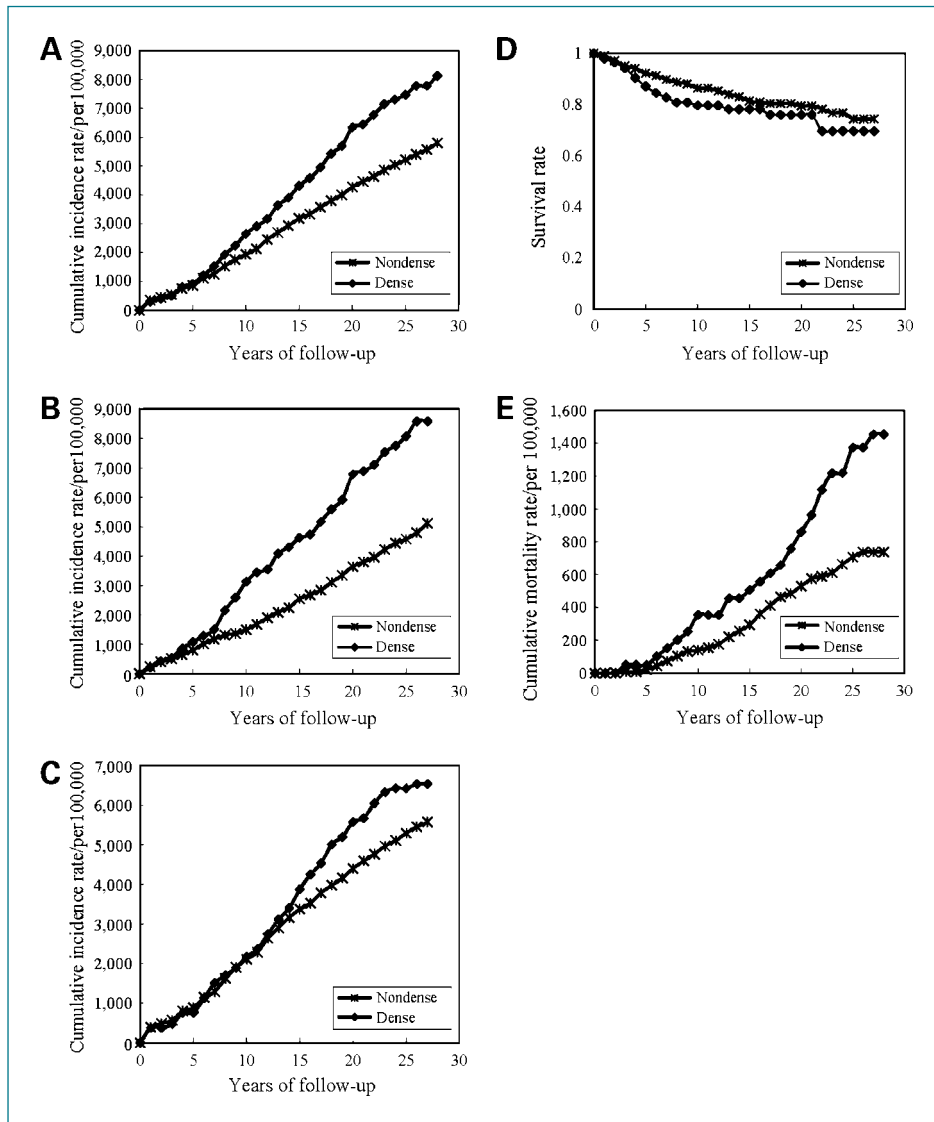 A
Cumulative incidence rate/per100,000
9,000
8,000
7,000
6,000
5,000
4,000
3,000
2,000
1,000
0
Nondense
Dense
0 5 10 15 20 25 30
Years of follow-up
B
Cumulative incidence rate/per100,000
9,000
8,000
7,000
6,000
5,000
4,000
3,000
2,000
1,000
0
Nondense
Dense
0 5 10 15 20 25 30
Years of follow-up
C
Cumulative incidence rate/per100,000
7,000
6,000
5,000
4,000
3,000
2,000
1,000
0
Nondense
Dense
0 5 10 15 20 25 30
Years of follow-up
D
Survival rate
1
0.8
0.6
0.4
0.2
0
Nondense
Dense
0 5 10 15 20 25 30
Years of follow-up
E
Cumulative mortality rate/per 100,000
1,600
1,400
1,200
1,000
800
600
400
200
0
Nondense
Dense
0 5 10 15 20 25 30
Years of follow-up